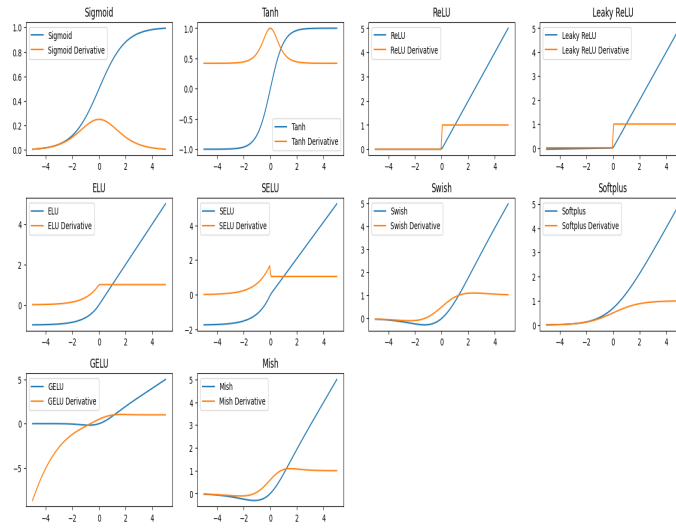 Sigmoid
Sigmoid
Sigmoid Derivative
1.0
0.8
0.6
0.4
0.2
0.0
−4 −2 0 2 4
Tanh
1.0
0.5
0.0
−0.5
−1.0
Tanh
Tanh Derivative
−4 −2 0 2 4
ReLU
ReLU
ReLU Derivative
5
4
3
2
1
0
−4 −2 0 2 4
Leaky ReLU
Leaky ReLU
Leaky ReLU Derivative
5
4
3
2
1
0
−4 −2 0 2 4
ELU
ELU
ELU Derivative
4
2
0
−4 −2 0 2 4
SELU
SELU
SELU Derivative
4
2
0
−2
−4 −2 0 2 4
Swish
Swish
Swish Derivative
5
4
3
2
1
0
−4 −2 0 2 4
Softplus
Softplus
Softplus Derivative
5
4
3
2
1
0
−4 −2 0 2 4
GELU
GELU
GELU Derivative
5
0
−5
−4 −2 0 2 4
Mish
Mish
Mish Derivative
5
4
3
2
1
0
−4 −2 0 2 4